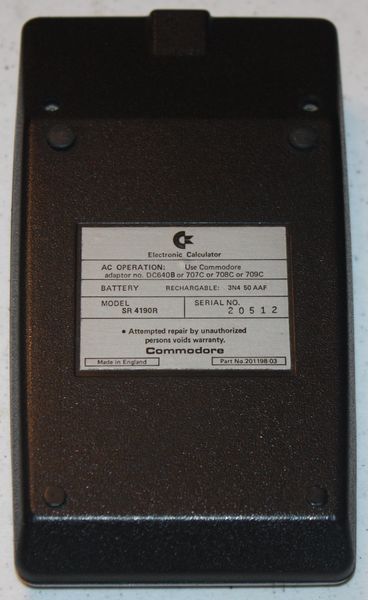 Electronic Calculator
AC OPERATION: Use Commodore
adaptor no. DC640B or 707C or 708C or 709C
BATTERY RECHARGABLE: 3N4 50 AAF
MODEL SERIAL NO.
SR 4190R 20512
• Attempted repair by unauthorized
persons voids warranty.
Commodore
Made in England Part No 201198-03